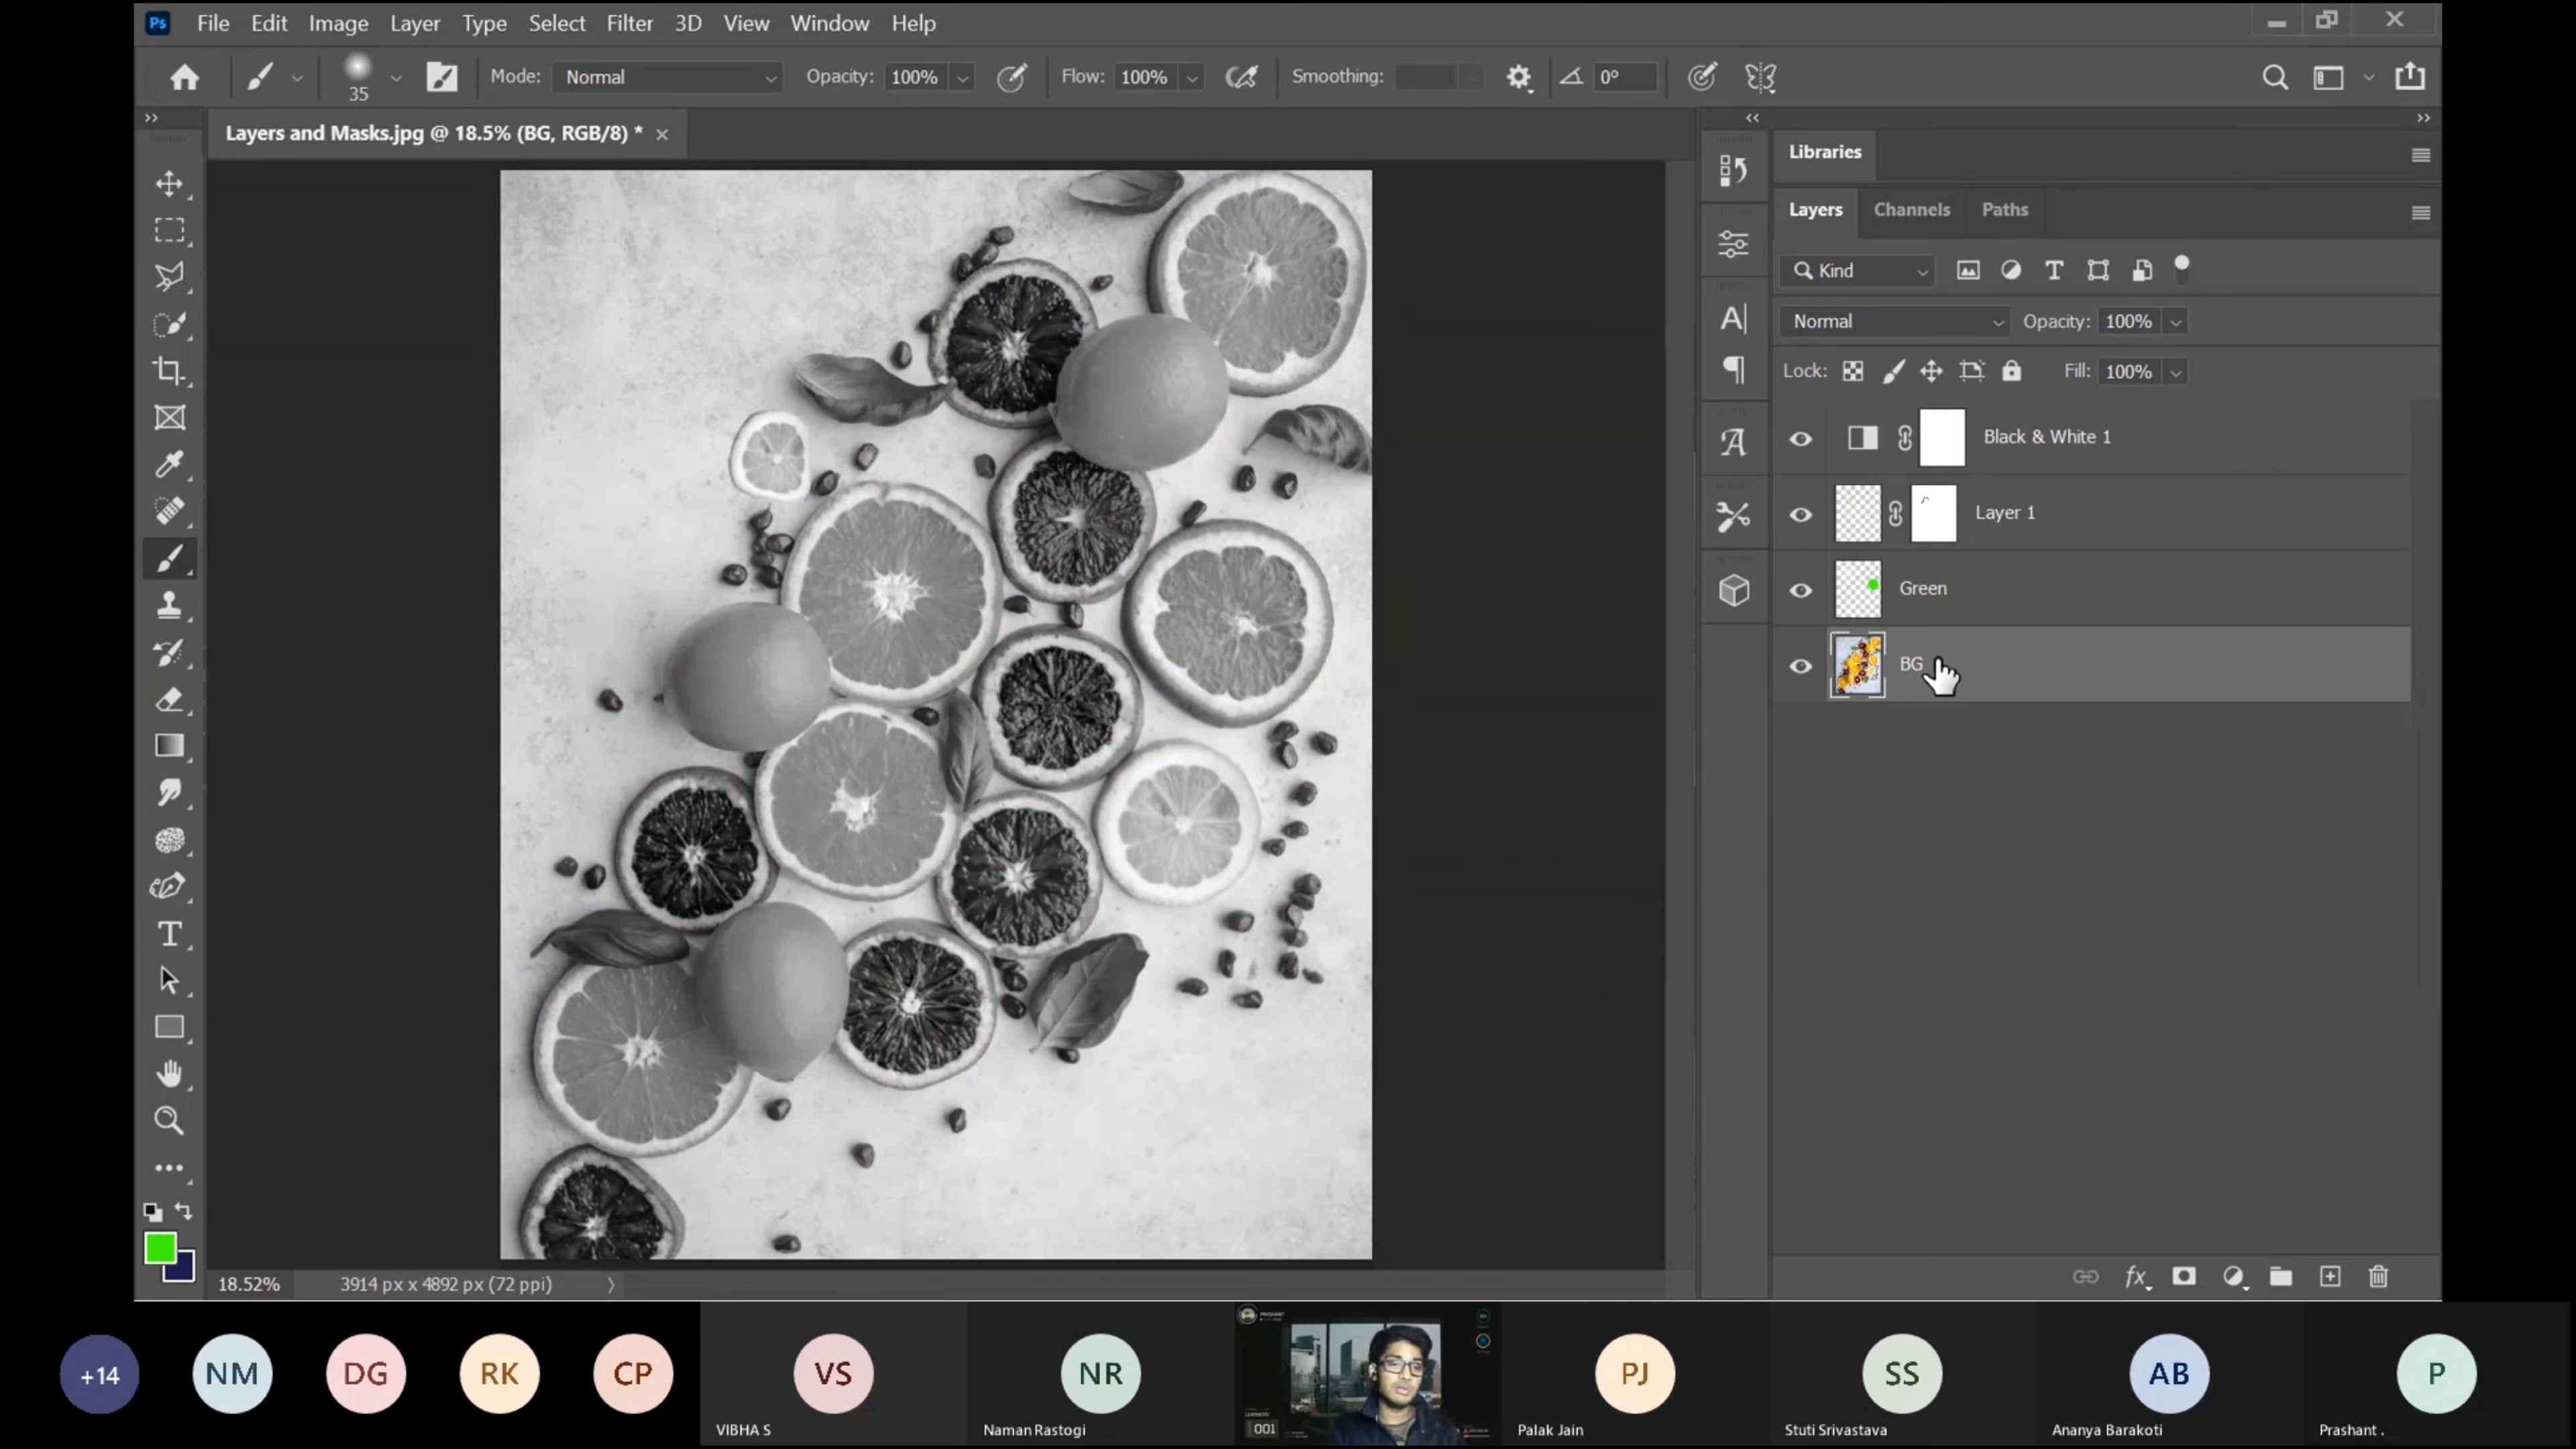 Ps File Edit Image Layer Type Select Filter 3D View Window Help
35 Mode: Normal Opacity: 100% Flow: 100% Smoothing: 0°
Layers and Masks.jpg @ 18.5% (BG, RGB/8) *
Libraries
Layers Channels Paths
Kind
Normal Opacity: 100%
Lock: Fill: 100%
Black & White 1
Layer 1
Green
BG
18.52% 3914 px x 4892 px (72 ppi)
+14 NM DG RK CP VS NR PJ SS AB P
PRASHANT
001
VIBHA S Naman Rastogi Palak Jain Stuti Srivastava Ananya Barakoti Prashant .